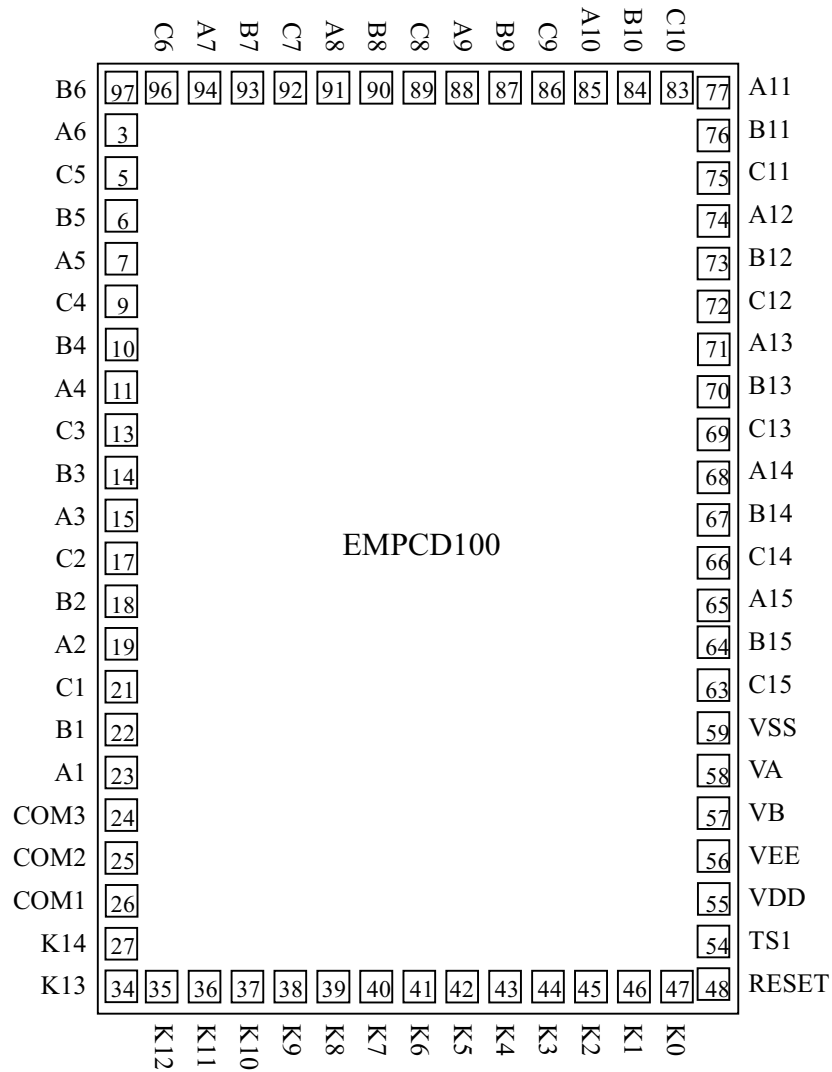 C6 A7 B7 C7 A8 B8 C8 A9 B9 C9 A10 B10 C10
B6 97 96 94 93 92 91 90 89 88 87 86 85 84 83 77 A11
A6 3 76 B11
C5 5 75 C11
B5 6 74 A12
A5 7 73 B12
C4 9 72 C12
B4 10 71 A13
A4 11 70 B13
C3 13 69 C13
B3 14 68 A14
A3 15 67 B14
EMPCD100
C2 17 66 C14
B2 18 65 A15
A2 19 64 B15
C1 21 63 C15
B1 22 59 VSS
A1 23 58 VA
COM3 24 57 VB
COM2 25 56 VEE
COM1 26 55 VDD
K14 27 54 TS1
K13 34 35 36 37 38 39 40 41 42 43 44 45 46 47 48 RESET
K12 K11 K10 K9 K8 K7 K6 K5 K4 K3 K2 K1 K0